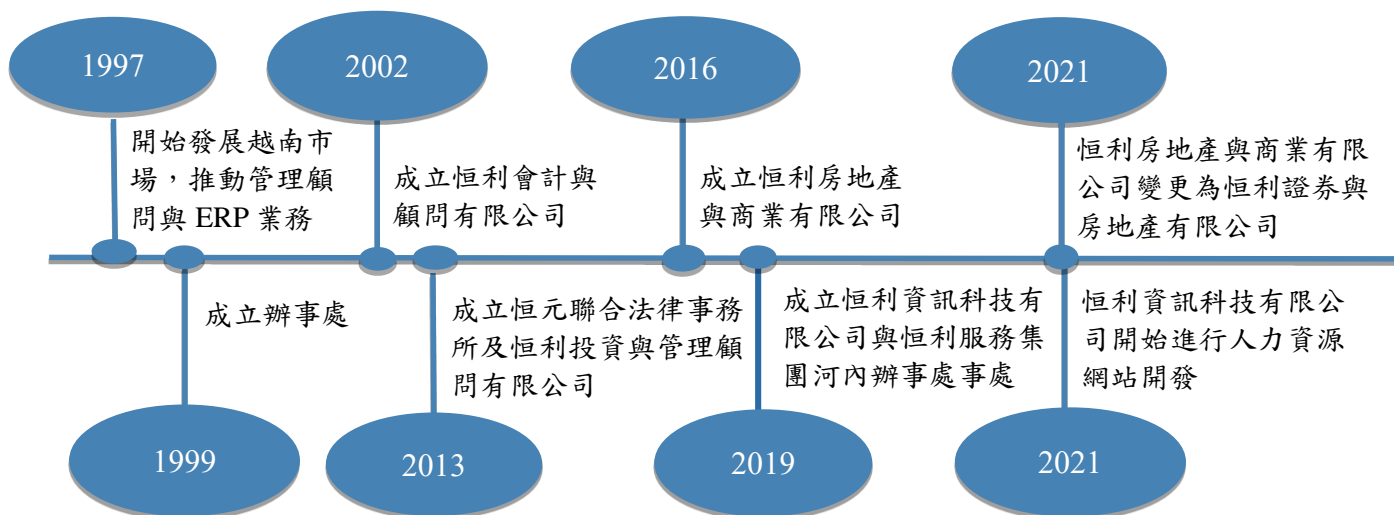 1997
開始發展越南市
場，推動管理顧
問與 ERP 業務
2002
成立恒利會計與
顧問有限公司
2016
成立恒利房地產
與商業有限公司
2021
恒利房地產與商業有限
公司變更為恒利證券與
房地產有限公司
成立辦事處
1999
成立恒元聯合法律事務
所及恒利投資與管理顧
問有限公司
2013
成立恒利資訊科技有
限公司與恒利服務集
團河內辦事處事處
2019
恒利資訊科技有限公
司開始進行人力資源
網站開發
2021